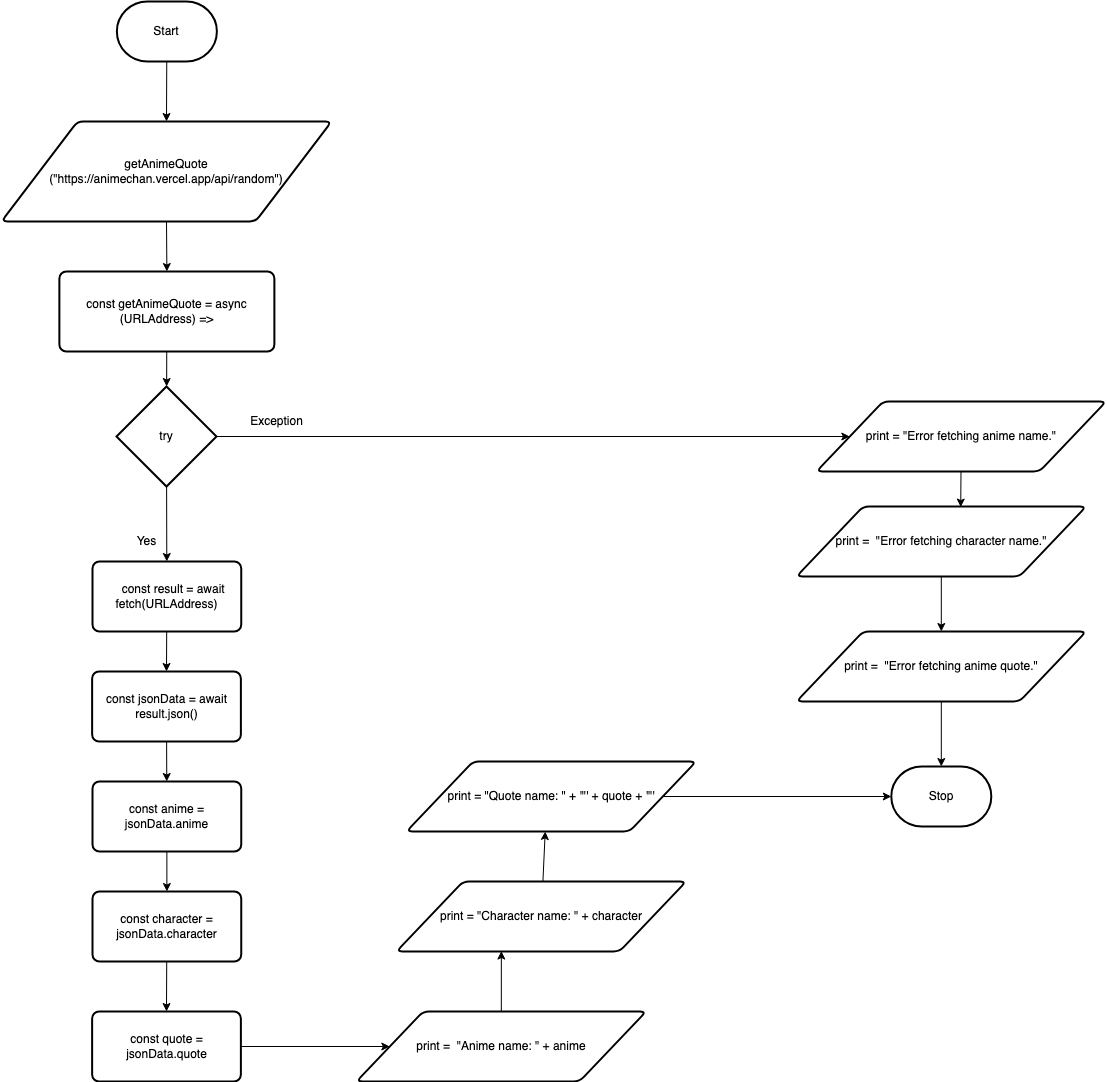 Start
getAnimeQuote
("https://animechan.vercel.app/api/random")
const getAnimeQuote = async
(URLAddress) =>
try
Exception
Yes
const result = await
fetch(URLAddress)
const jsonData = await
result.json()
const anime =
jsonData.anime
const character =
jsonData.character
const quote =
jsonData.quote
print =  "Anime name: " + anime
print = "Character name: " + character
print = "Quote name: " + '"' + quote + '"'
print = "Error fetching anime name."
print =  "Error fetching character name."
print =  "Error fetching anime quote."
Stop